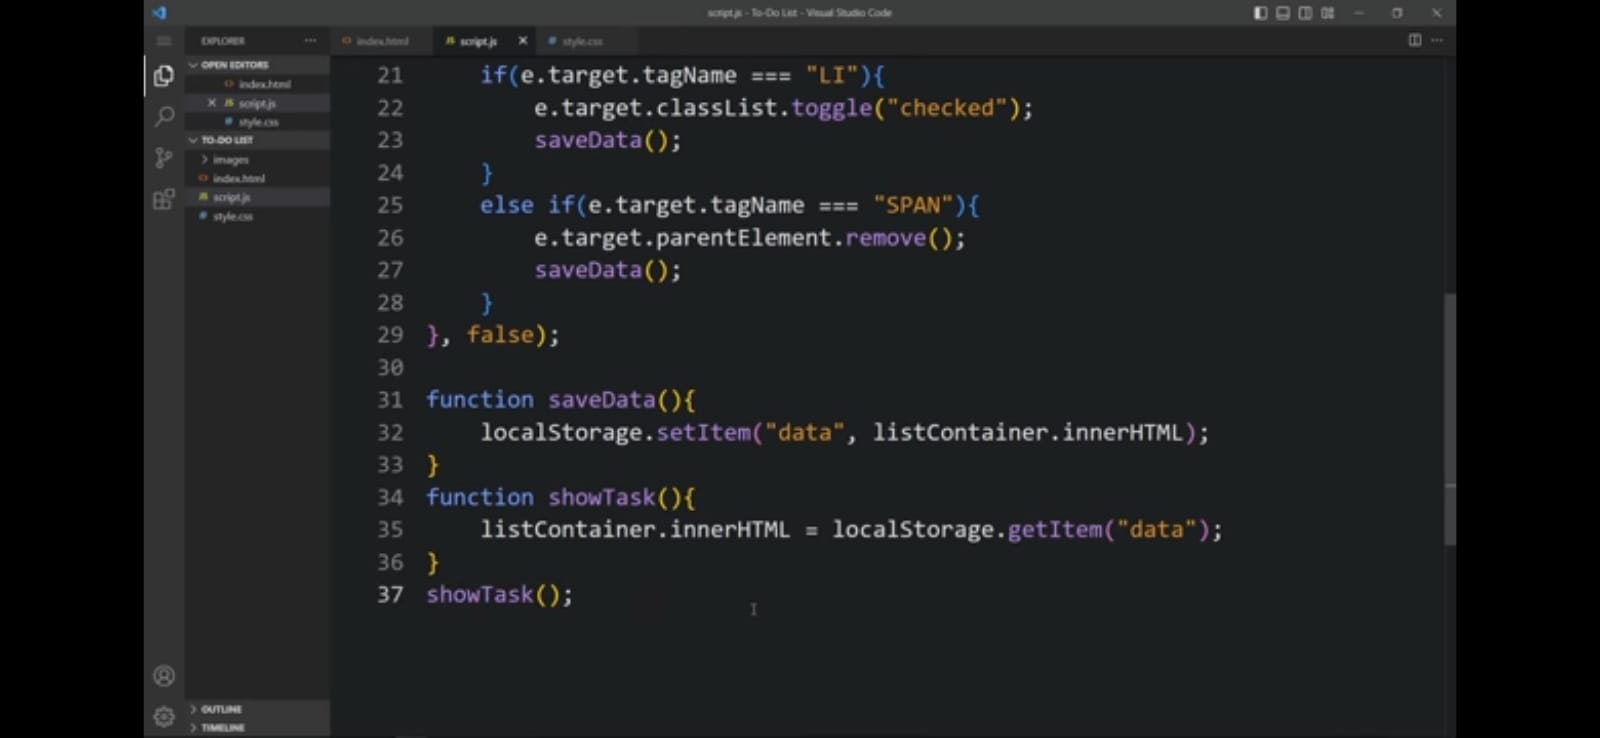 script.js - To-Do List - Visual Studio Code
EXPLORER
index.html
script.js
style.css
OPEN EDITORS
index.html
script.js
style.css
TO-DO LIST
images
index.html
script.js
style.css
OUTLINE
TIMELINE
21 if(e.target.tagName === "LI"){
22 e.target.classList.toggle("checked");
23 saveData();
24 }
25 else if(e.target.tagName === "SPAN"){
26 e.target.parentElement.remove();
27 saveData();
28 }
29 }, false);
30
31 function saveData(){
32 localStorage.setItem("data", listContainer.innerHTML);
33 }
34 function showTask(){
35 listContainer.innerHTML = localStorage.getItem("data");
36 }
37 showTask();